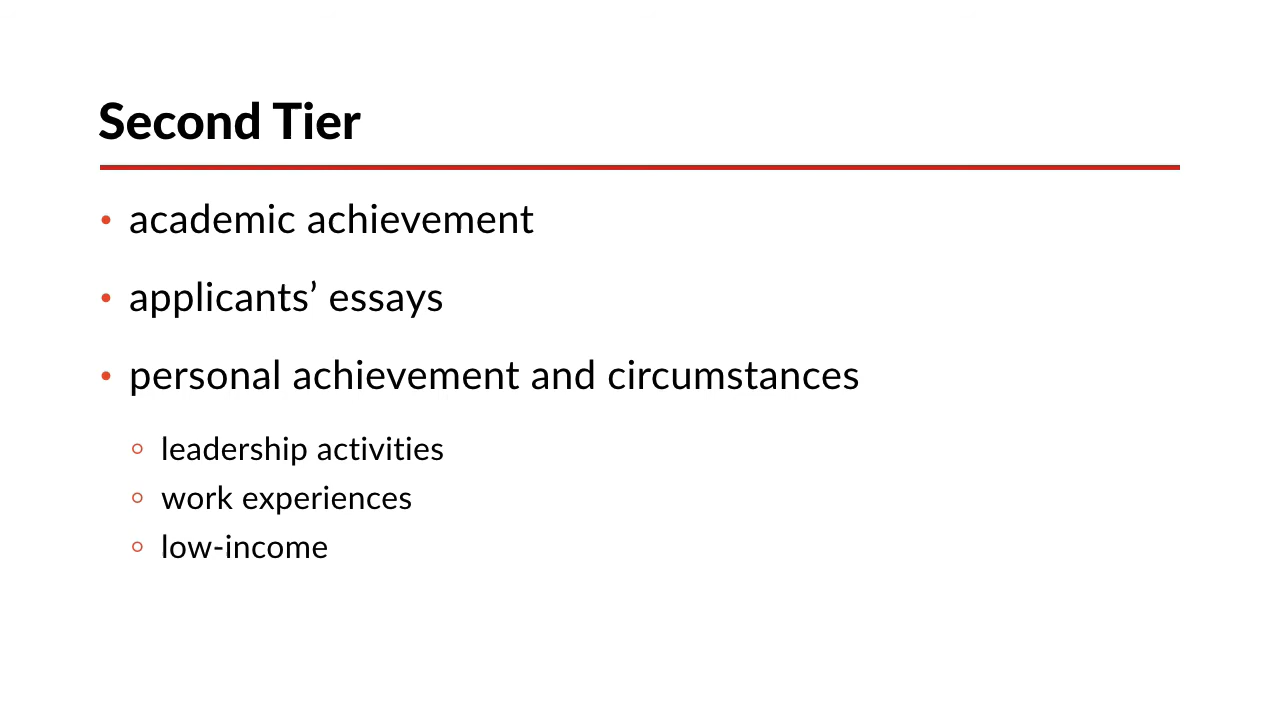 Second Tier
• academic achievement
• applicants’ essays
• personal achievement and circumstances
○ leadership activities
○ work experiences
○ low-income